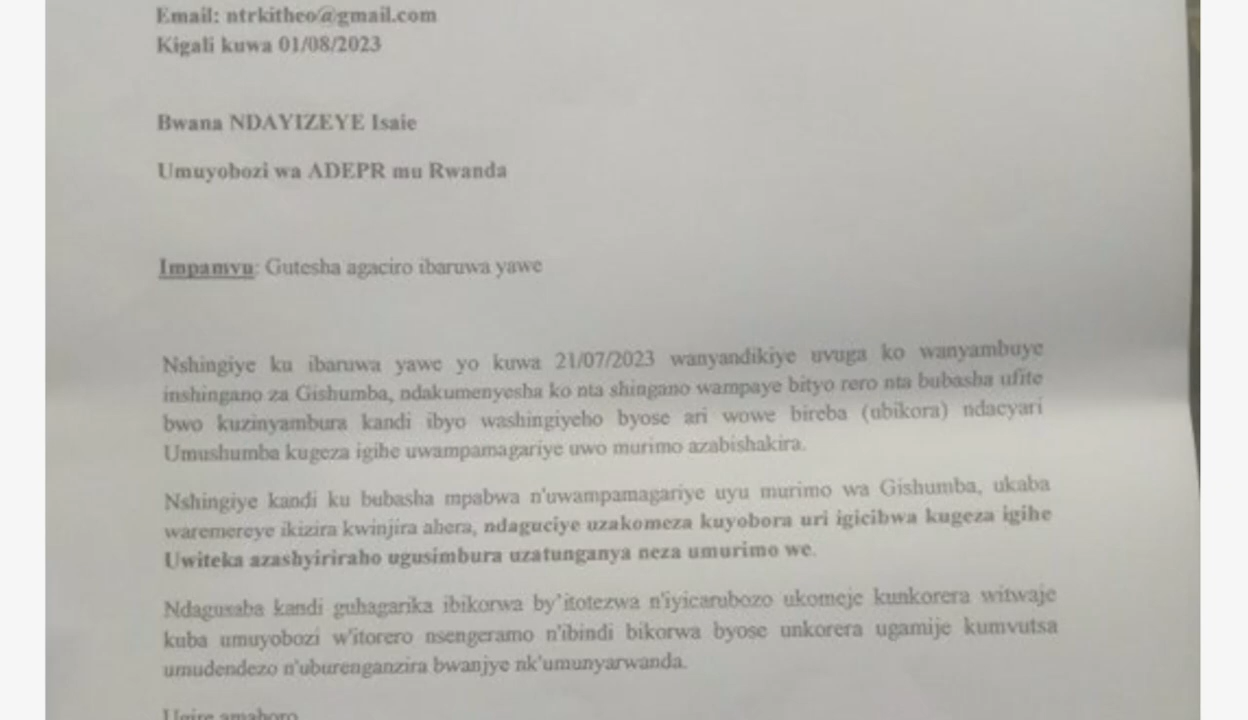 Email: ntrkitheo@gmail.com
Kigali kuwa 01/08/2023
Bwana NDAYIZEYE Isaie
Umuyobozi wa ADEPR mu Rwanda
Impamvu: Gutesha agaciro ibaruwa yawe
Nshingiye ku ibaruwa yawe yo kuwa 21/07/2023 wanyandikiye uvuga ko wanyambuye
inshingano za Gishumba, ndakumenyesha ko nta shingano wampaye bityo rero nta bubasha ufite
bwo kuzinyambura kandi ibyo washingiyeho byose ari wowe bireba (ubikora) ndacyari
Umushumba kugeza igihe uwampamagariye uwo murimo azabishakira.
Nshingiye kandi ku bubasha mpabwa n'uwampamagariye uyu murimo wa Gishumba, ukaba
waremereye ikizira kwinjira ahera, ndaguciye uzakomeza kuyobora uri igicibwa kugeza igihe
Uwiteka azashyiriraho ugusimbura uzatunganya neza umurimo we.
Ndagusaba kandi guhagarika ibikorwa by'itotezwa n'iyicarubozo ukomeje kunkorera witwaje
kuba umuyobozi w'itorero nsengeramo n'ibindi bikorwa byose unkorera ugamije kumvutsa
umudendezo n'uburenganzira bwanjye nk'umunyarwanda.
Ugire amahoro